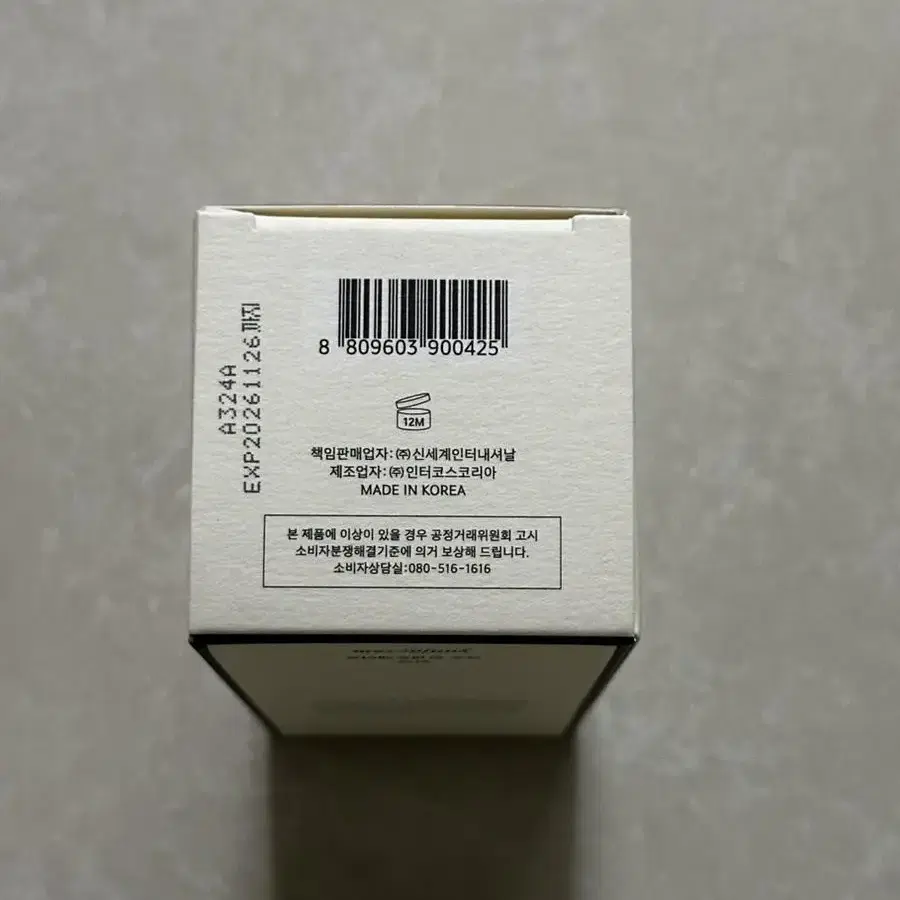 8 809603 900425
A324A
EXP20261126까지
12M
책임판매업자:㈜신세계인터내셔날
제조업자:㈜인터코스코리아
MADE IN KOREA
본 제품에 이상이 있을 경우 공정거래위원회 고시
소비자분쟁해결기준에 의거 보상해 드립니다.
소비자상담실:080-516-1616